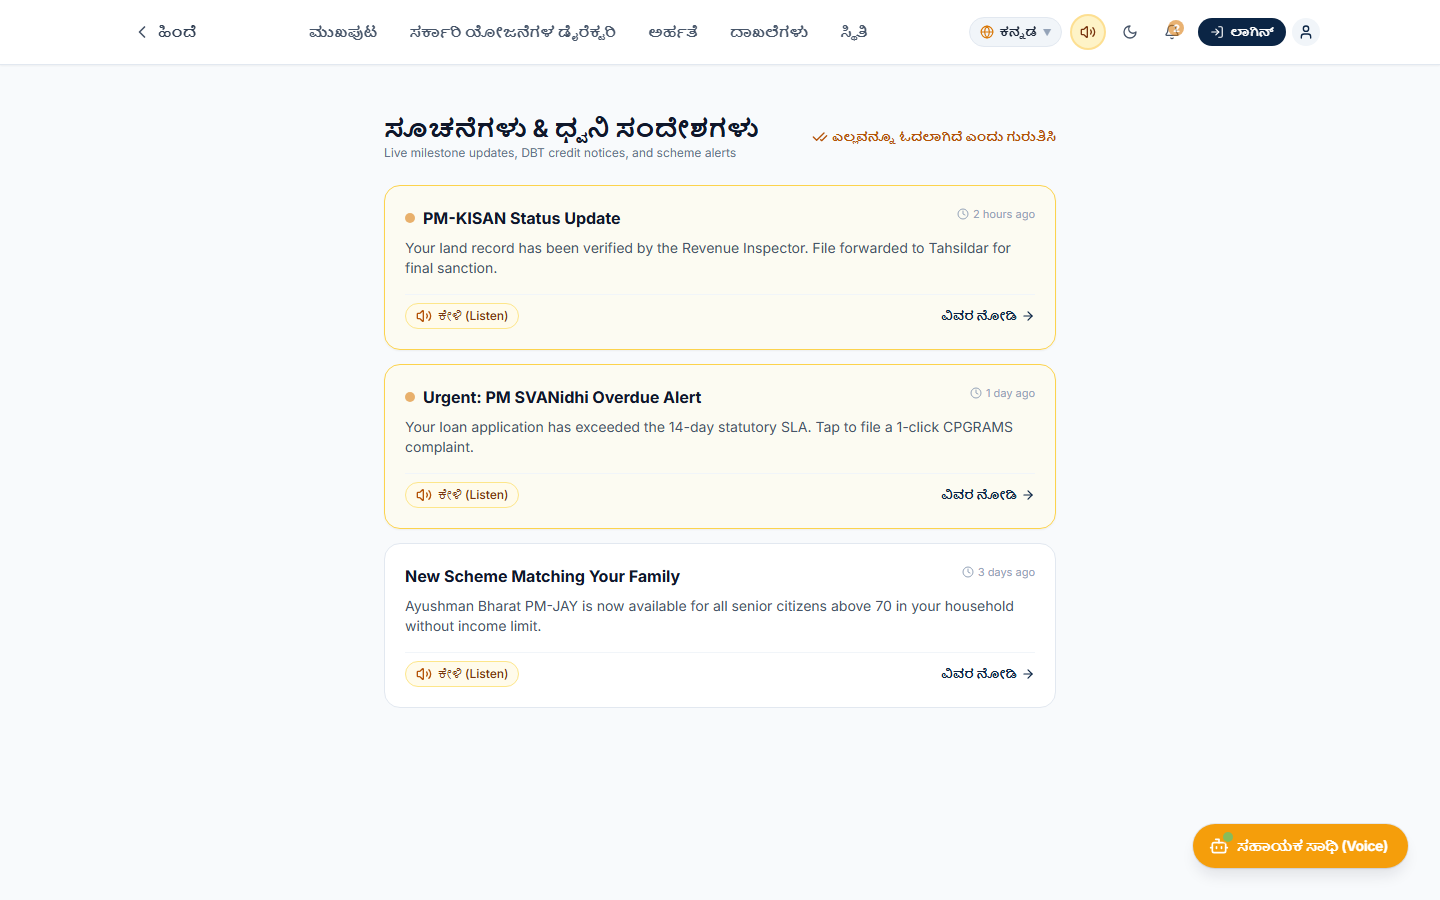 ಹಿಂದೆ
ಮುಖಪುಟ
ಸರ್ಕಾರಿ ಯೋಜನೆಗಳ ಡೈರೆಕ್ಟರಿ
ಅರ್ಹತೆ
ದಾಖಲೆಗಳು
ಸ್ಥಿತಿ
ಕನ್ನಡ
ಲಾಗಿನ್
ಸೂಚನೆಗಳು & ಧ್ವನಿ ಸಂದೇಶಗಳು
ಎಲ್ಲವನ್ನೂ ಓದಲಾಗಿದೆ ಎಂದು ಗುರುತಿಸಿ
Live milestone updates, DBT credit notices, and scheme alerts
PM-KISAN Status Update
2 hours ago
Your land record has been verified by the Revenue Inspector. File forwarded to Tahsildar for
final sanction.
ಕೇಳಿ (Listen)
ವಿವರ ನೋಡಿ
Urgent: PM SVANidhi Overdue Alert
1 day ago
Your loan application has exceeded the 14-day statutory SLA. Tap to file a 1-click CPGRAMS
complaint.
ಕೇಳಿ (Listen)
ವಿವರ ನೋಡಿ
New Scheme Matching Your Family
3 days ago
Ayushman Bharat PM-JAY is now available for all senior citizens above 70 in your household
without income limit.
ಕೇಳಿ (Listen)
ವಿವರ ನೋಡಿ
ಸಹಾಯಕ ಸಾಥಿ (Voice)